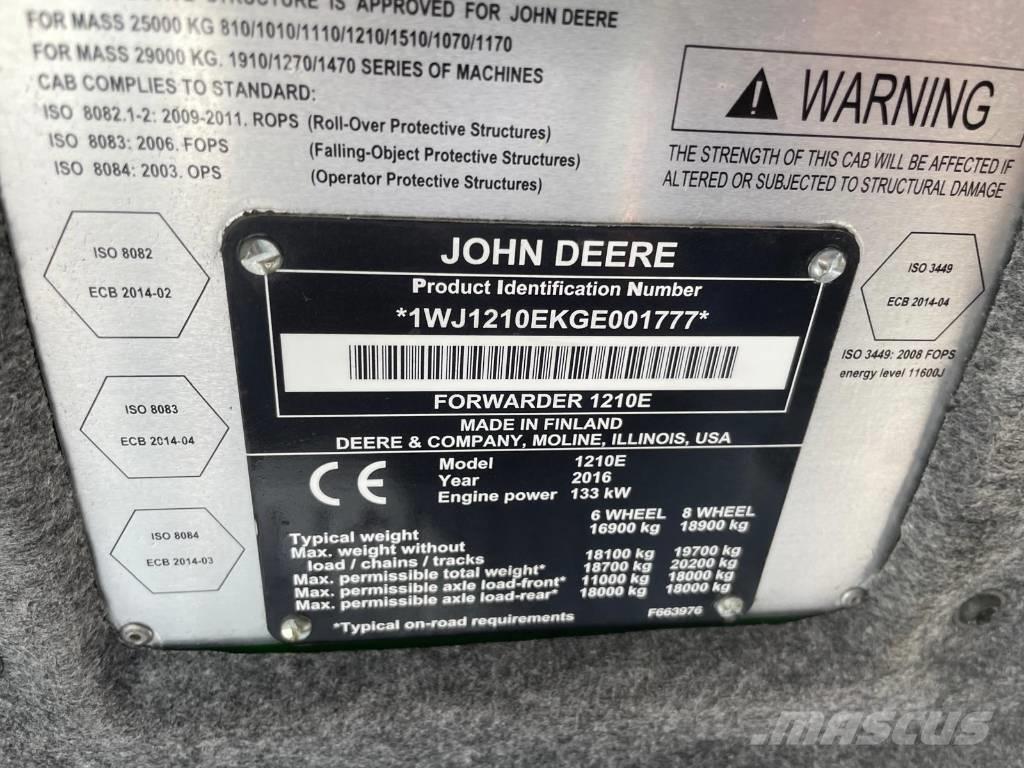 STRUCTURE IS APPROVED FOR JOHN DEERE
FOR MASS 25000 KG 810/1010/1110/1210/1510/1070/1170
FOR MASS 29000 KG. 1910/1270/1470 SERIES OF MACHINES
CAB COMPLIES TO STANDARD:
ISO 8082.1-2: 2009-2011. ROPS (Roll-Over Protective Structures)
ISO 8083: 2006. FOPS (Falling-Object Protective Structures)
ISO 8084: 2003. OPS (Operator Protective Structures)
WARNING
THE STRENGTH OF THIS CAB WILL BE AFFECTED IF
ALTERED OR SUBJECTED TO STRUCTURAL DAMAGE
ISO 8082
ECB 2014-02
ISO 8083
ECB 2014-04
ISO 8084
ECB 2014-03
JOHN DEERE
Product Identification Number
*1WJ1210EKGE001777*
FORWARDER 1210E
MADE IN FINLAND
DEERE & COMPANY, MOLINE, ILLINOIS, USA
CE
Model 1210E
Year 2016
Engine power 133 kW
6 WHEEL 8 WHEEL
Typical weight 16900 kg 18900 kg
Max. weight without
load / chains / tracks 18100 kg 19700 kg
Max. permissible total weight* 18700 kg 20200 kg
Max. permissible axle load-front* 11000 kg 18000 kg
Max. permissible axle load-rear* 18000 kg 18000 kg
*Typical on-road requirements F663976
ISO 3449
ECB 2014-04
ISO 3449: 2008 FOPS
energy level 11600J
mascus